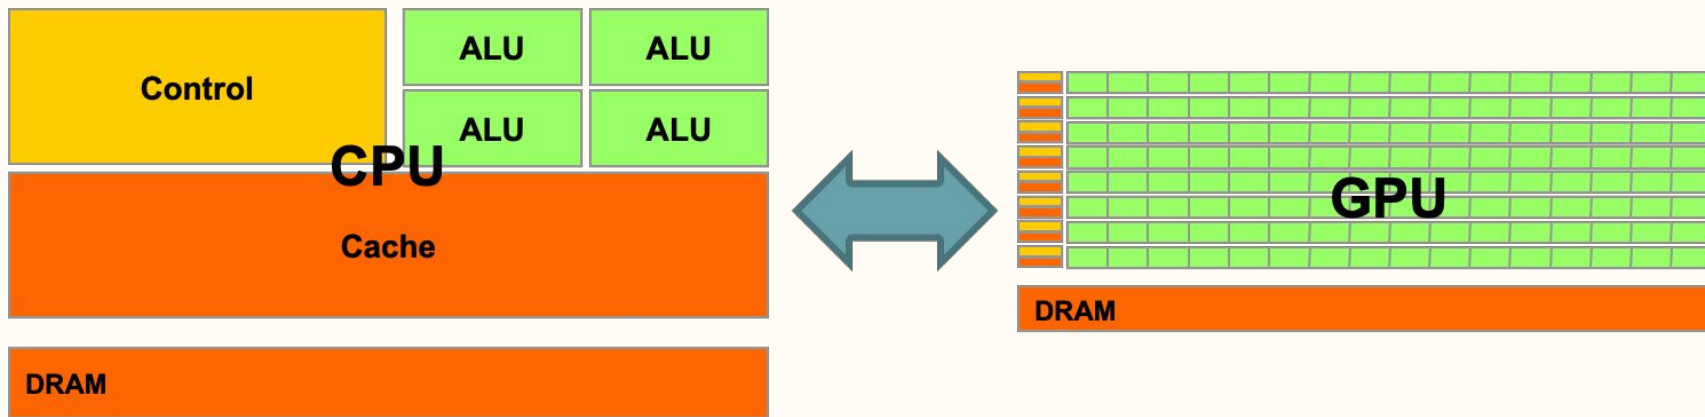 Control
ALU
ALU
ALU
ALU
CPU
Cache
DRAM
GPU
DRAM